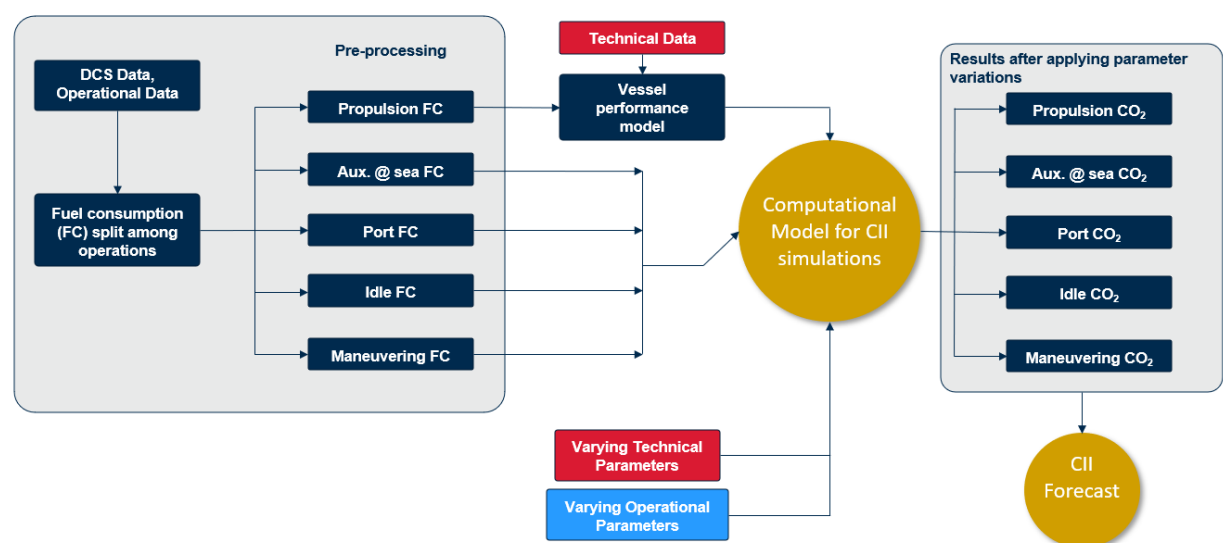 Pre-processing
DCS Data,
Operational Data
Fuel consumption
(FC) split among
operations
Propulsion FC
Aux. @ sea FC
Port FC
Idle FC
Maneuvering FC
Technical Data
Vessel
performance
model
Computational
Model for CII
simulations
Varying Technical
Parameters
Varying Operational
Parameters
Results after applying parameter
variations
Propulsion CO₂
Aux. @ sea CO₂
Port CO₂
Idle CO₂
Maneuvering CO₂
CII
Forecast